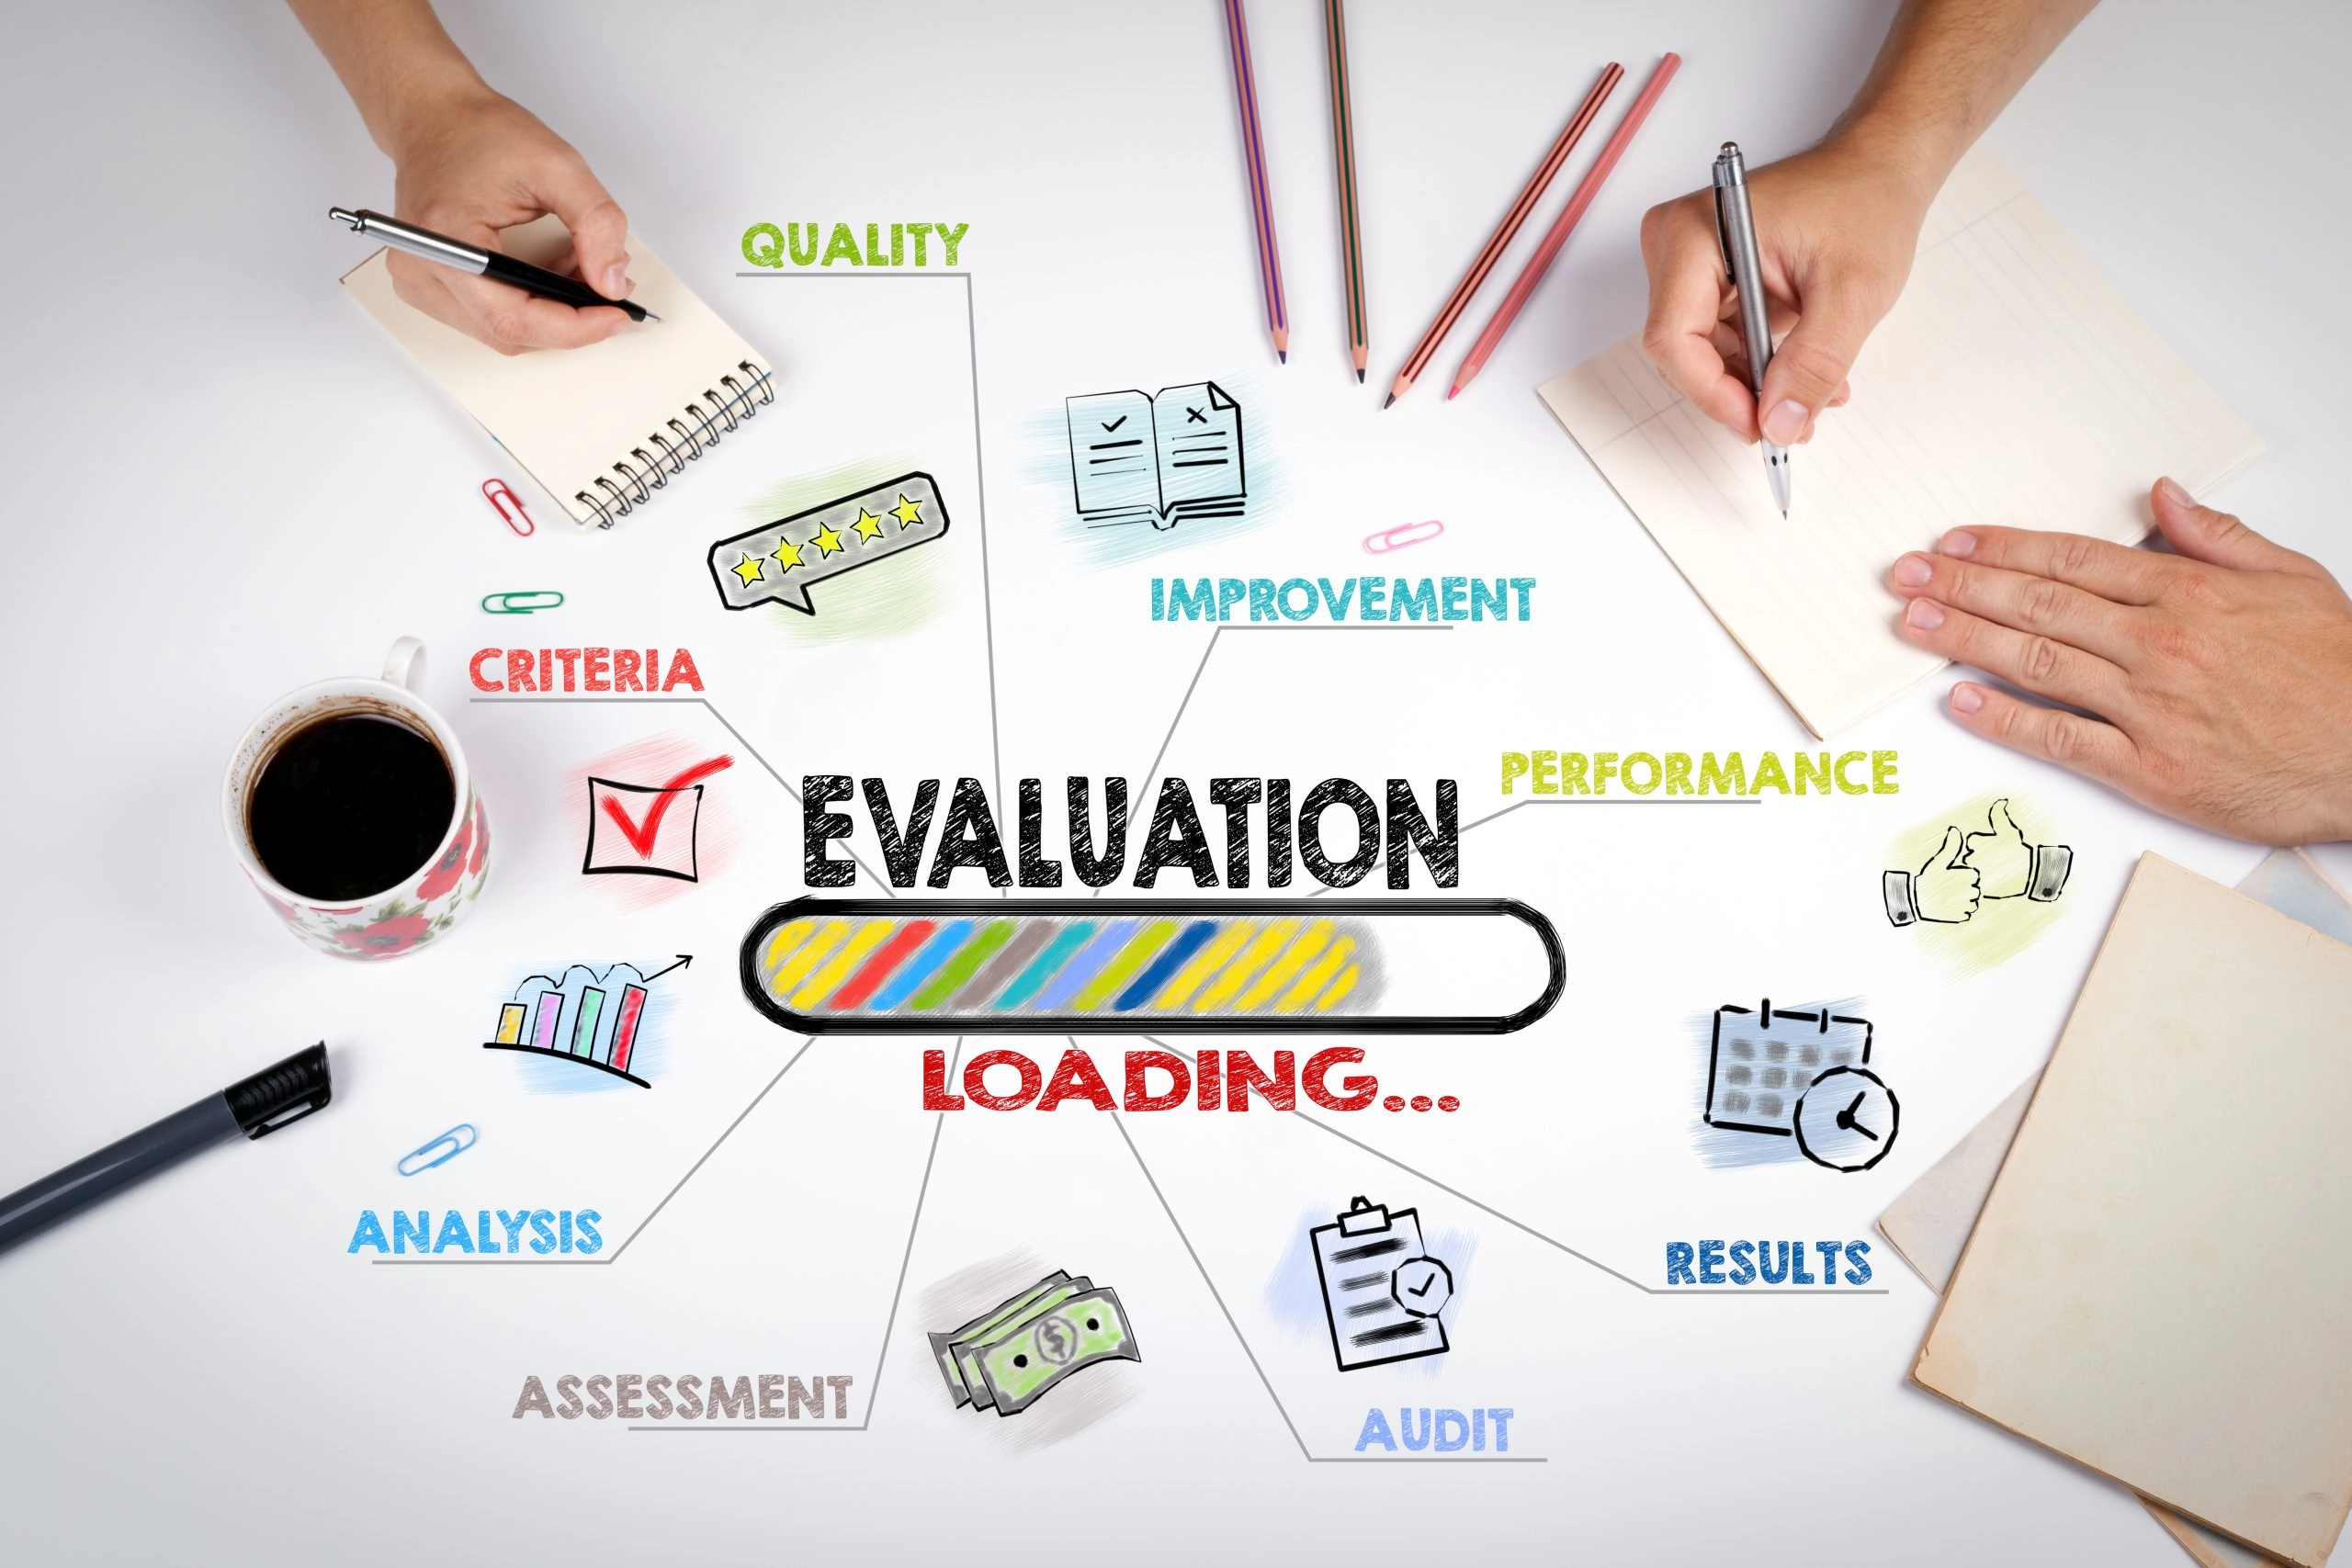 QUALITY
IMPROVEMENT
CRITERIA
PERFORMANCE
EVALUATION
LOADING...
ANALYSIS
RESULTS
ASSESSMENT
AUDIT